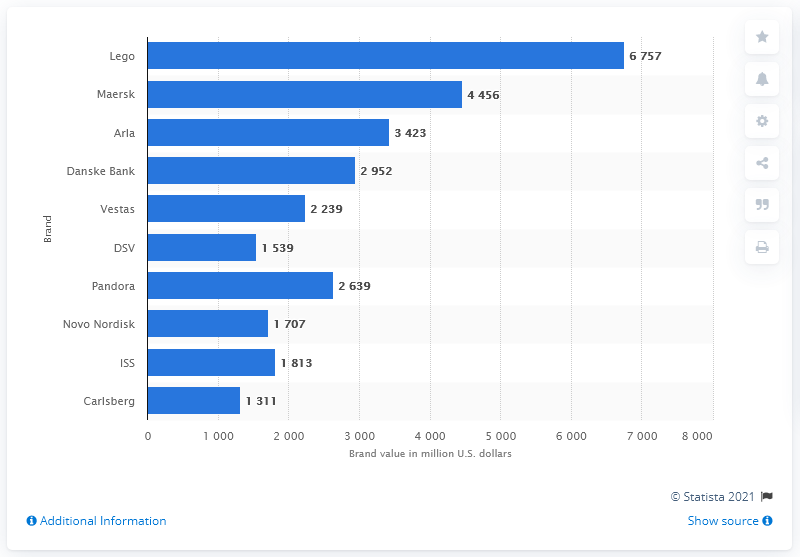 Lego 6 757
Maersk 4 456
Arla 3 423
Danske Bank 2 952
Vestas 2 239
Brand
DSV 1 539
Pandora 2 639
Novo Nordisk 1 707
ISS 1 813
Carlsberg 1 311
0 1 000 2 000 3 000 4 000 5 000 6 000 7 000 8 000
Brand value in million U.S. dollars
© Statista 2021
Additional Information Show source